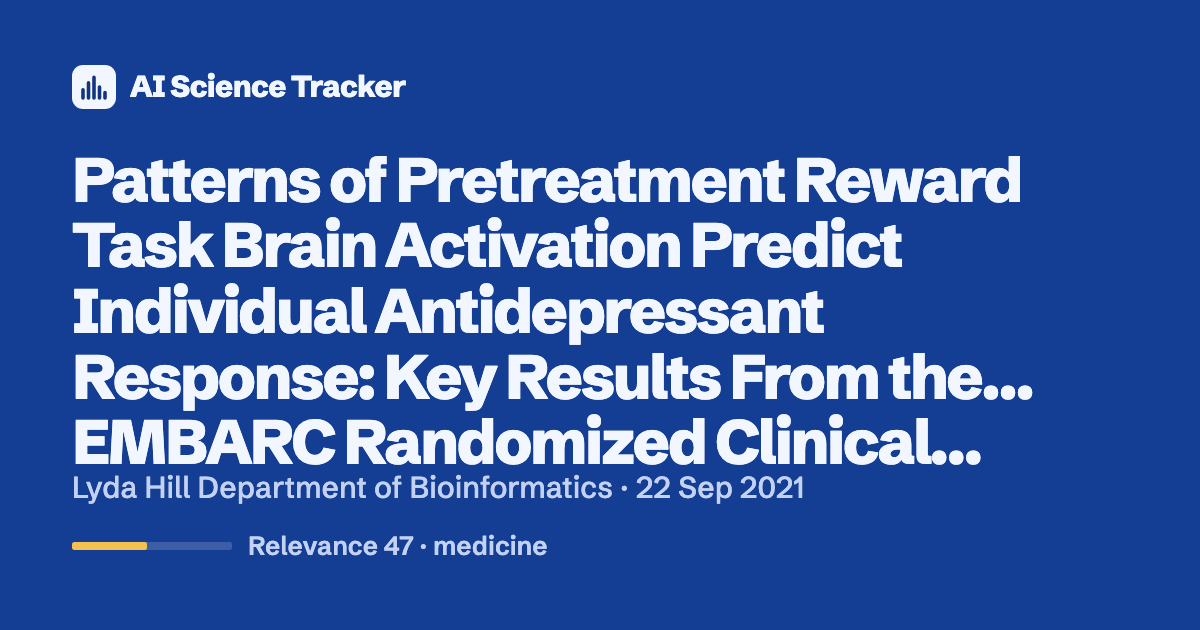 AI Science Tracker
Patterns of Pretreatment Reward
Task Brain Activation Predict
Individual Antidepressant
Response: Key Results From the...
EMBARC Randomized Clinical...
Lyda Hill Department of Bioinformatics · 22 Sep 2021
Relevance 47 · medicine